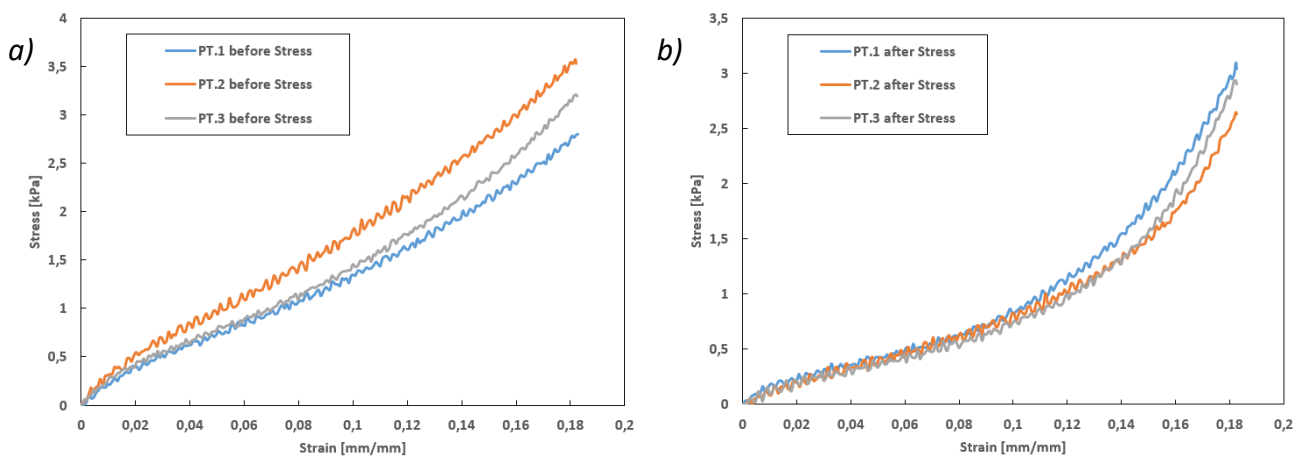 a)
4
3,5
3
2,5
2
1,5
1
0,5
0
Stress [kPa]
PT.1 before Stress
PT.2 before Stress
PT.3 before Stress
0 0,02 0,04 0,06 0,08 0,1 0,12 0,14 0,16 0,18 0,2
Strain [mm/mm]
b)
3,5
3
2,5
2
1,5
1
0,5
0
Stress [kPa]
PT.1 after Stress
PT.2 after Stress
PT.3 after Stress
0 0,02 0,04 0,06 0,08 0,1 0,12 0,14 0,16 0,18 0,2
Strain [mm/mm]